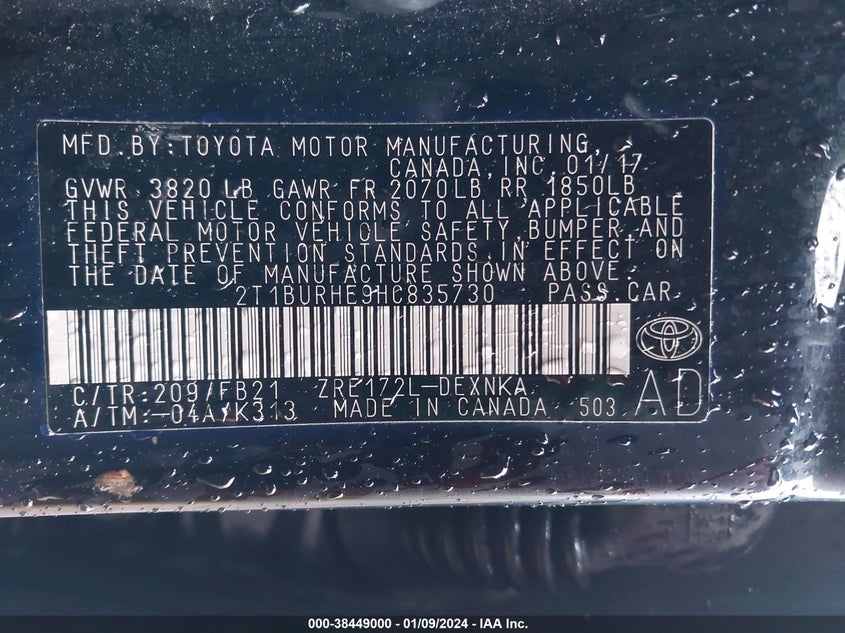 MFD.BY:TOYOTA MOTOR MANUFACTURING,
CANADA, INC. 01/17
GVWR 3820 LB GAWR FR 2070LB RR 1850LB
THIS VEHICLE CONFORMS TO ALL APPLICABLE
FEDERAL MOTOR VEHICLE SAFETY, BUMPER, AND
THEFT PREVENTION STANDARDS IN EFFECT ON
THE DATE OF MANUFACTURE SHOWN ABOVE.
2T1BURHE9HC835730 PASS CAR
C/TR:209/FB21 ZRE172L-DEXNKA
A/TM:-04A/K313 MADE IN CANADA 503 AD
000-38449000 - 01/09/2024 - IAA Inc.